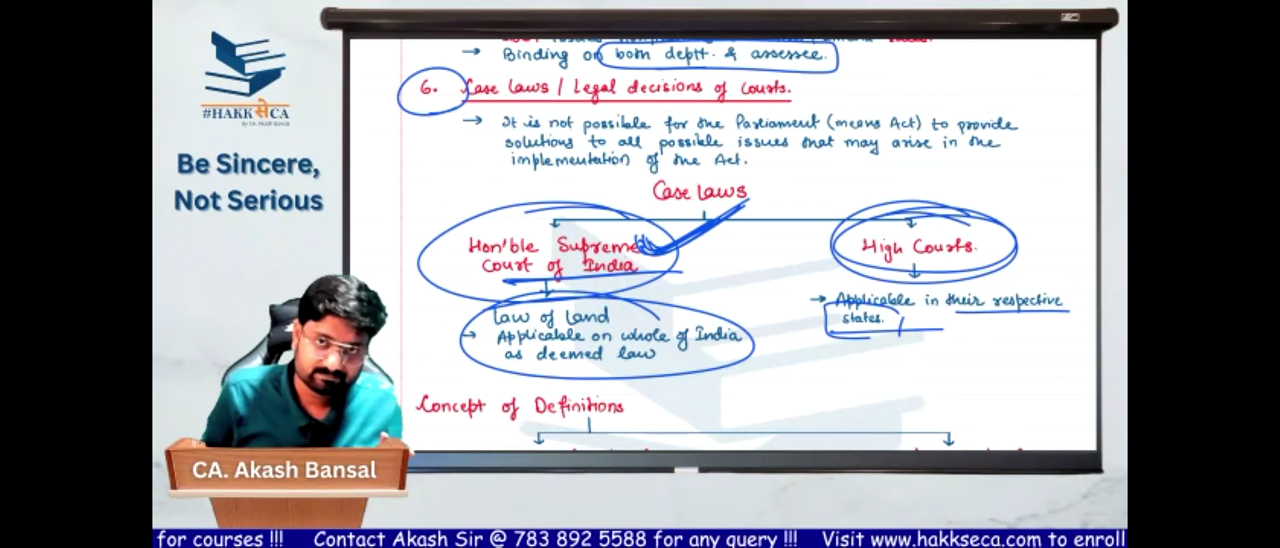 → Binding on both deptt. & assessee.
6. Case laws / Legal decisions of Courts.
→ It is not possible for the Parliament (means Act) to provide
solutions to all possible issues that may arise in the
implementation of the Act.
Case laws
Hon'ble Supreme
Court of India
law of land
→ Applicable on whole of India
as deemed law
High Courts.
→ Applicable in their respective
states.
Concept of Definitions
#HAKKसेCA
by CA. Akash Bansal
Be Sincere,
Not Serious
CA. Akash Bansal
for courses !!! Contact Akash Sir @ 783 892 5588 for any query !!! Visit www.hakkseca.com to enroll